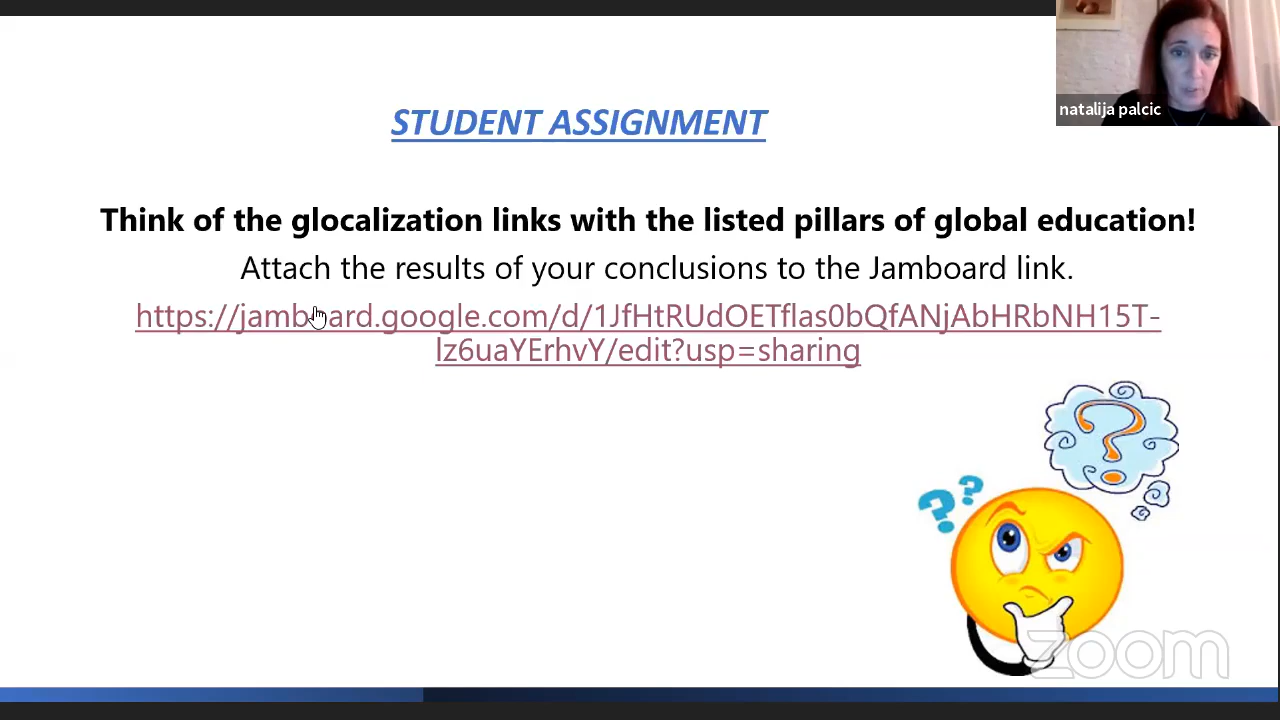 STUDENT ASSIGNMENT
natalija palcic
Think of the glocalization links with the listed pillars of global education!
Attach the results of your conclusions to the Jamboard link.
https://jamboard.google.com/d/1JfHtRUdOETflas0bQfANjAbHRbNH15T-
lz6uaYErhvY/edit?usp=sharing
? ?
?
zoom